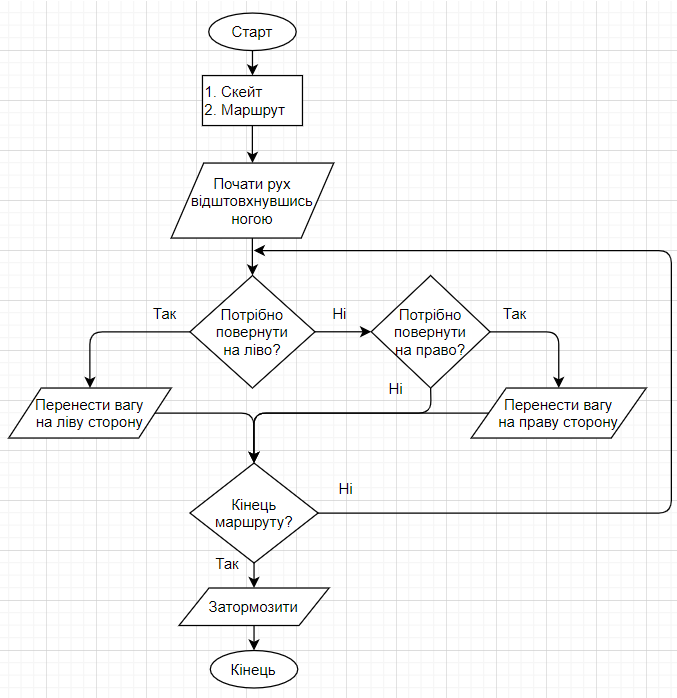 Старт
1. Скейт
2. Маршрут
Почати рух
відштовхнувшись
ногою
Так
Потрібно
повернути
на ліво?
Ні
Потрібно
повернути
на право?
Так
Ні
Перенести вагу
на ліву сторону
Перенести вагу
на праву сторону
Кінець
маршруту?
Ні
Так
Затормозити
Кінець